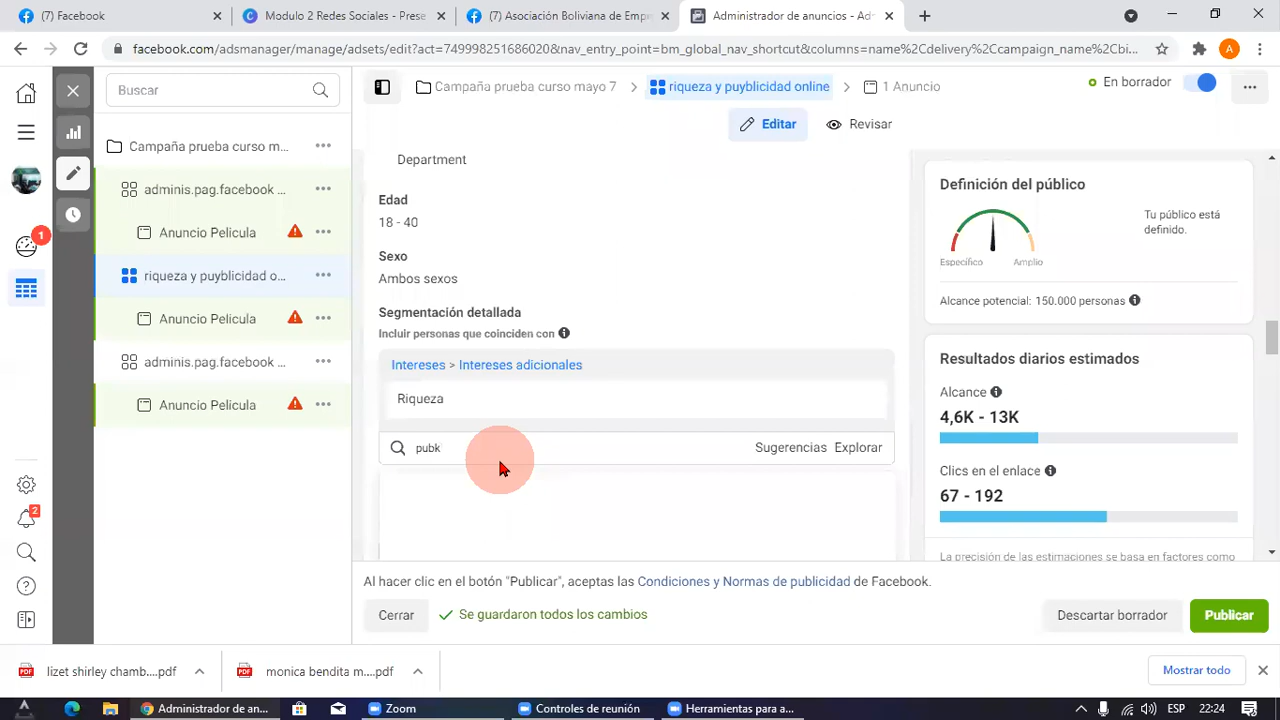 (7) Facebook
Modulo 2 Redes Sociales - Prese
(7) Asociación Boliviana de Empr
Administrador de anuncios - Adm
facebook.com/adsmanager/manage/adsets/edit?act=749998251686020&nav_entry_point=bm_global_nav_shortcut&columns=name%2Cdelivery%2Ccampaign_name%2Cbi...
A
Buscar
Campaña prueba curso mayo 7
riqueza y puyblicidad online
1 Anuncio
En borrador
Editar
Revisar
Campaña prueba curso m...
adminis.pag.facebook ...
Anuncio Pelicula
riqueza y puyblicidad o...
Anuncio Pelicula
adminis.pag.facebook ...
Anuncio Pelicula
1
2
Department
Edad
18 - 40
Sexo
Ambos sexos
Segmentación detallada
Incluir personas que coinciden con
Intereses > Intereses adicionales
Riqueza
pubk
Sugerencias
Explorar
Definición del público
Tu público está
definido.
Específico
Amplio
Alcance potencial: 150.000 personas
Resultados diarios estimados
Alcance
4,6K - 13K
Clics en el enlace
67 - 192
La precisión de las estimaciones se basa en factores como
Al hacer clic en el botón "Publicar", aceptas las Condiciones y Normas de publicidad de Facebook.
Cerrar
Se guardaron todos los cambios
Descartar borrador
Publicar
lizet shirley chamb....pdf
monica bendita m....pdf
Mostrar todo
Administrador de an...
Zoom
Controles de reunión
Herramientas para a...
ESP
22:24